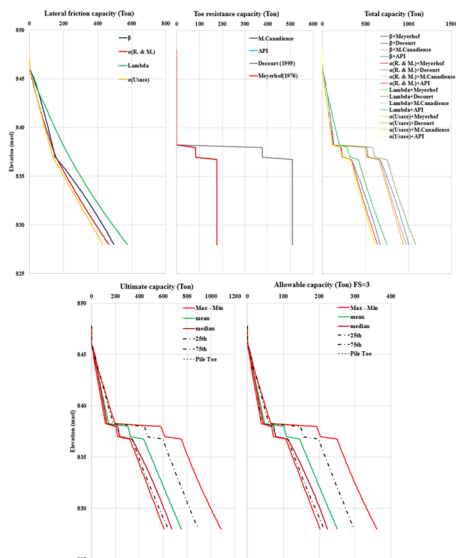 Lateral friction capacity (Ton)
0 200 400 600 800
Elevation (masl)
850
845
840
835
830
825
β
α(R. & M.)
Lambda
α(Usace)
Toe resistance capacity (Ton)
0 100 200 300 400 500 600
M.Canadiense
API
Decourt (1995)
Meyerhof(1976)
Total capacity (Ton)
0 500 1000 1500
β+Meyerhof
β+Decourt
β+M.Canadiense
β+API
α(R. & M.)+Meyerhof
α(R. & M.)+Decourt
α(R. & M.)+M.Canadiense
α(R. & M.)+API
Lambda+Meyerhof
Lambda+Decourt
Lambda+M.Canadiense
Lambda+API
α(Usace)+Meyerhof
α(Usace)+Decourt
α(Usace)+M.Canadiense
α(Usace)+API
Ultimate capacity (Ton)
0 200 400 600 800 1000 1200
Elevation (masl)
850
Max - Min
mean
median
25th
75th
Pile Toe
Allowable capacity (Ton) FS=3
0 100 200 300 400
Max - Min
mean
median
25th
75th
Pile Toe